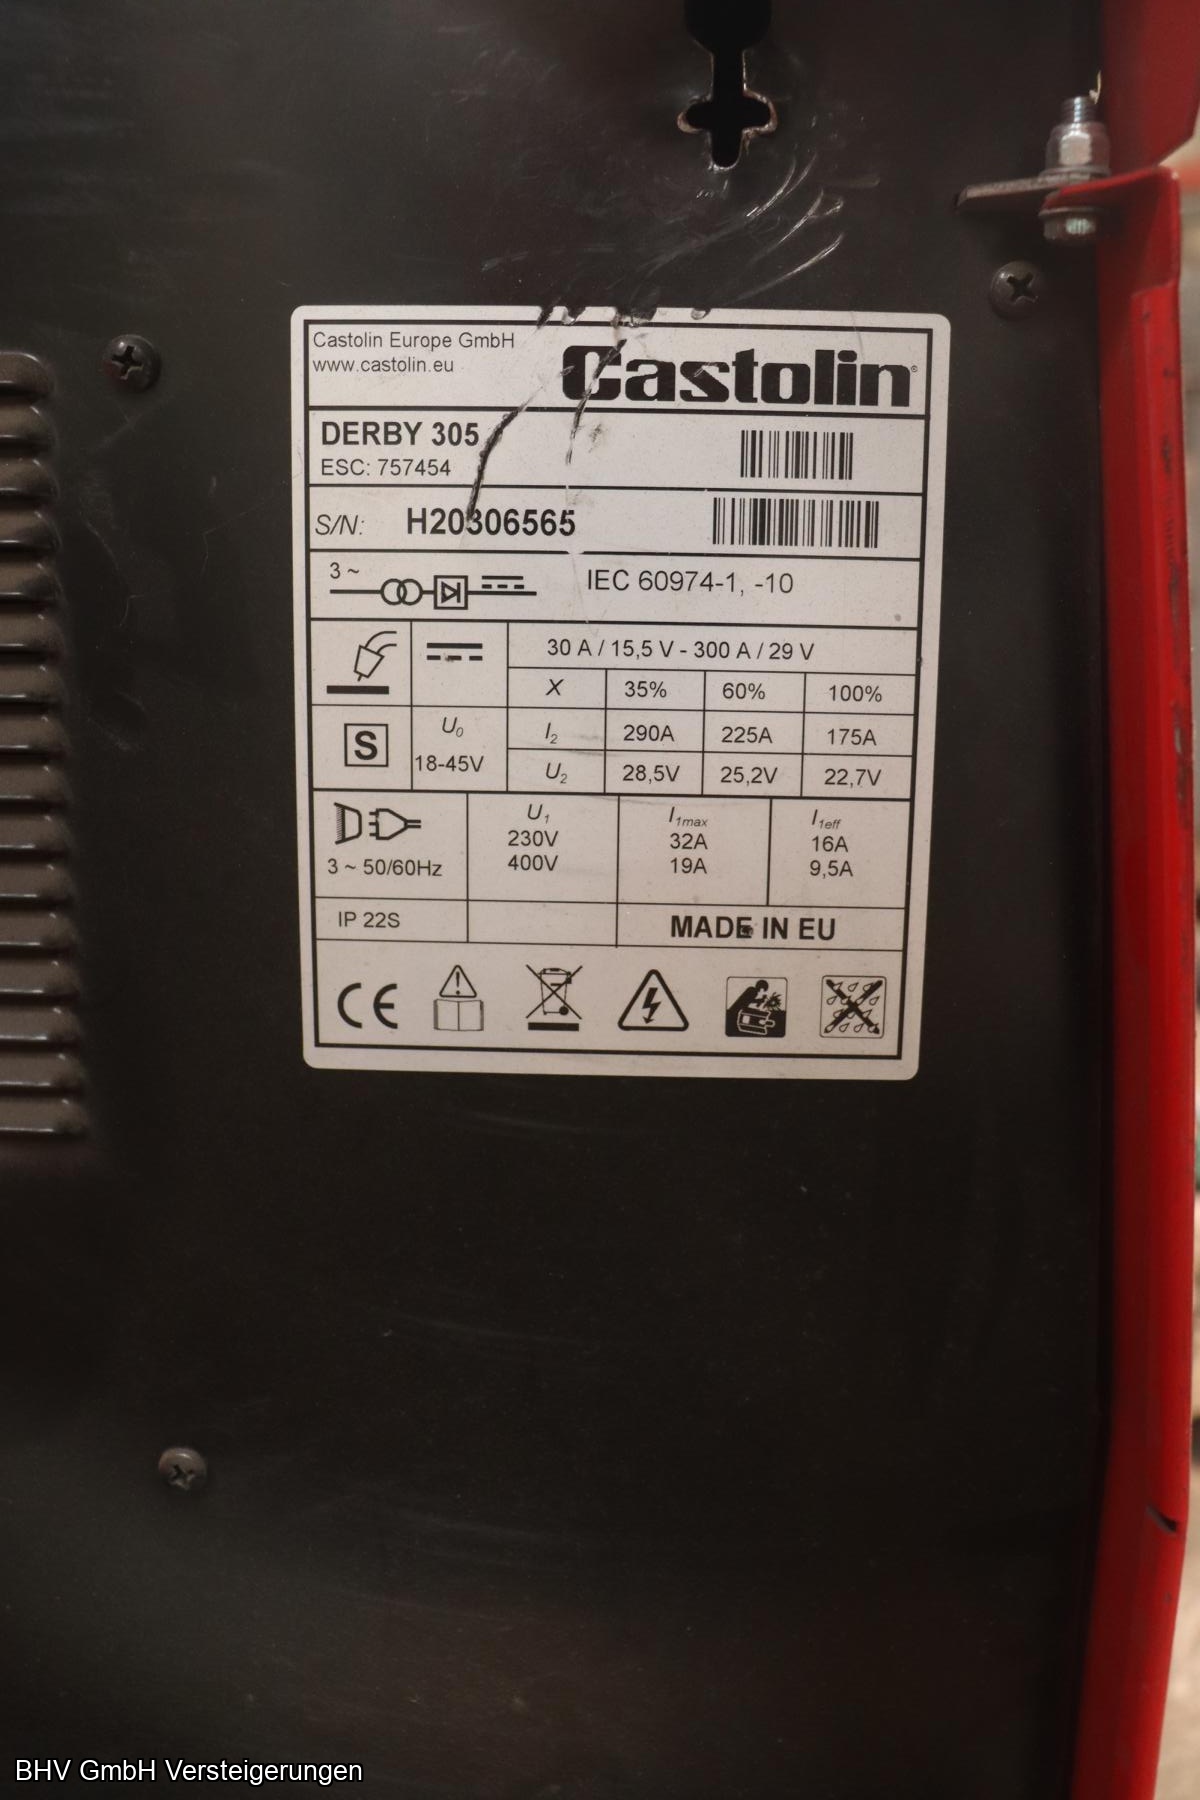 Castolin Europe GmbH
www.castolin.eu
Castolin®
DERBY 305
ESC: 757454
S/N: H20306565
3 ~
IEC 60974-1, -10
30 A / 15,5 V - 300 A / 29 V
X 35% 60% 100%
S
U₀
18-45V
I₂ 290A 225A 175A
U₂ 28,5V 25,2V 22,7V
3 ~ 50/60Hz
U₁ I₁max I₁eff
230V 32A 16A
400V 19A 9,5A
IP 22S
MADE IN EU
CE
BHV GmbH Versteigerungen